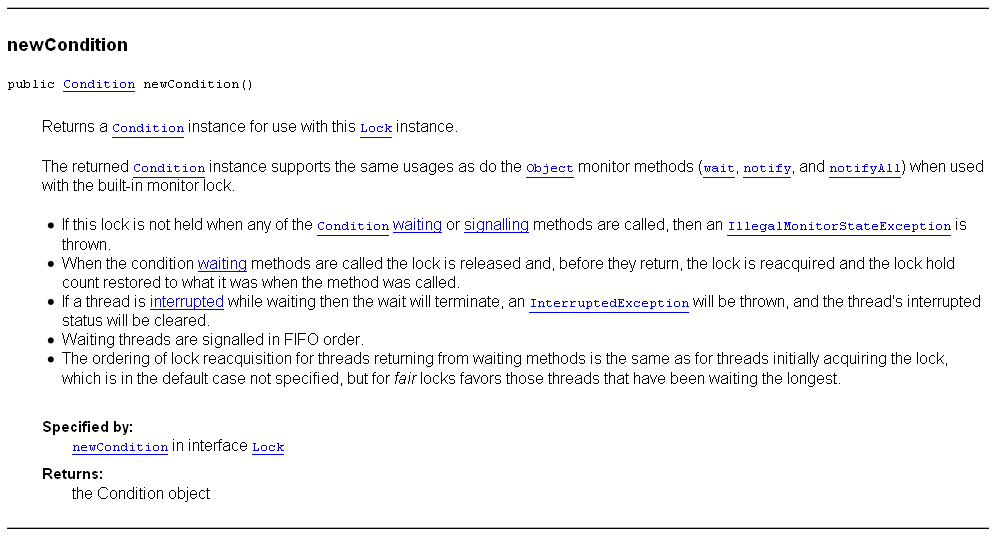 newCondition
public Condition newCondition()
Returns a Condition instance for use with this Lock instance.
The returned Condition instance supports the same usages as do the Object monitor methods (wait, notify, and notifyAll) when used
with the built-in monitor lock.
● If this lock is not held when any of the Condition waiting or signalling methods are called, then an IllegalMonitorStateException is
thrown.
● When the condition waiting methods are called the lock is released and, before they return, the lock is reacquired and the lock hold
count restored to what it was when the method was called.
● If a thread is interrupted while waiting then the wait will terminate, an InterruptedException will be thrown, and the thread's interrupted
status will be cleared.
● Waiting threads are signalled in FIFO order.
● The ordering of lock reacquisition for threads returning from waiting methods is the same as for threads initially acquiring the lock,
which is in the default case not specified, but for fair locks favors those threads that have been waiting the longest.
Specified by:
newCondition in interface Lock
Returns:
the Condition object